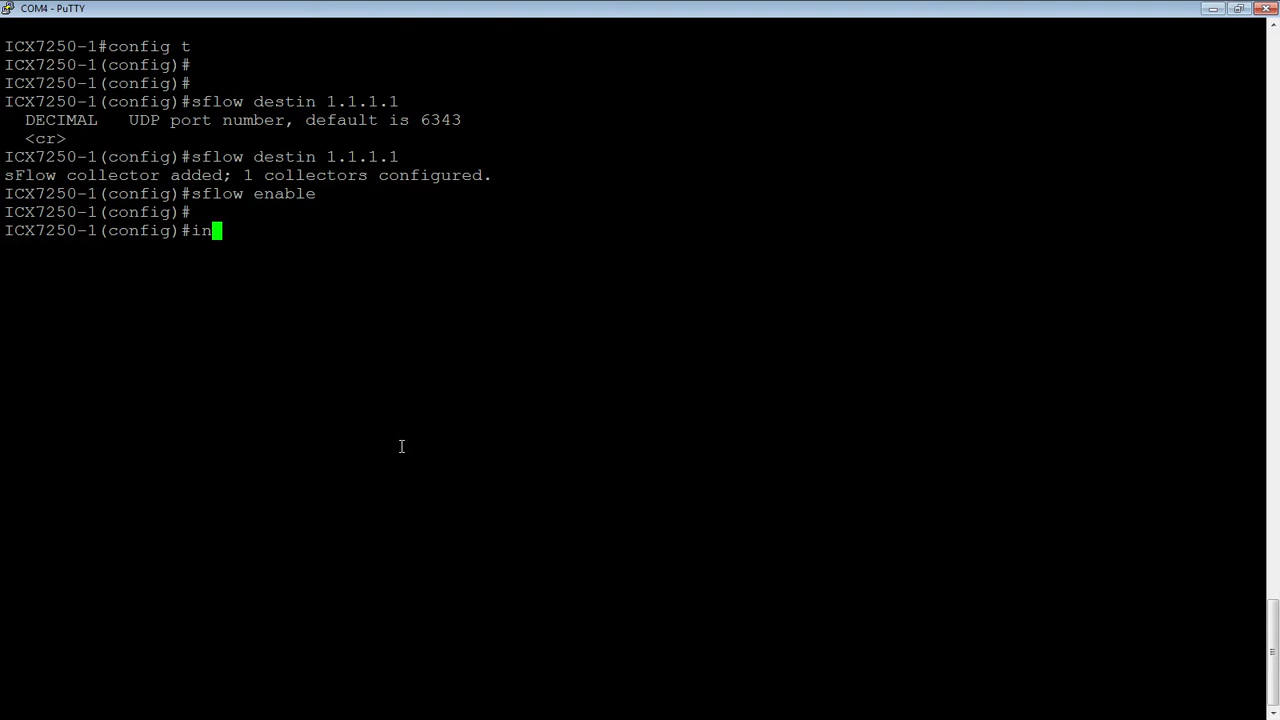 COM4 - PuTTY
ICX7250-1#config t
ICX7250-1(config)#
ICX7250-1(config)#
ICX7250-1(config)#sflow destin 1.1.1.1
  DECIMAL   UDP port number, default is 6343
  <cr>
ICX7250-1(config)#sflow destin 1.1.1.1
sFlow collector added; 1 collectors configured.
ICX7250-1(config)#sflow enable
ICX7250-1(config)#
ICX7250-1(config)#in